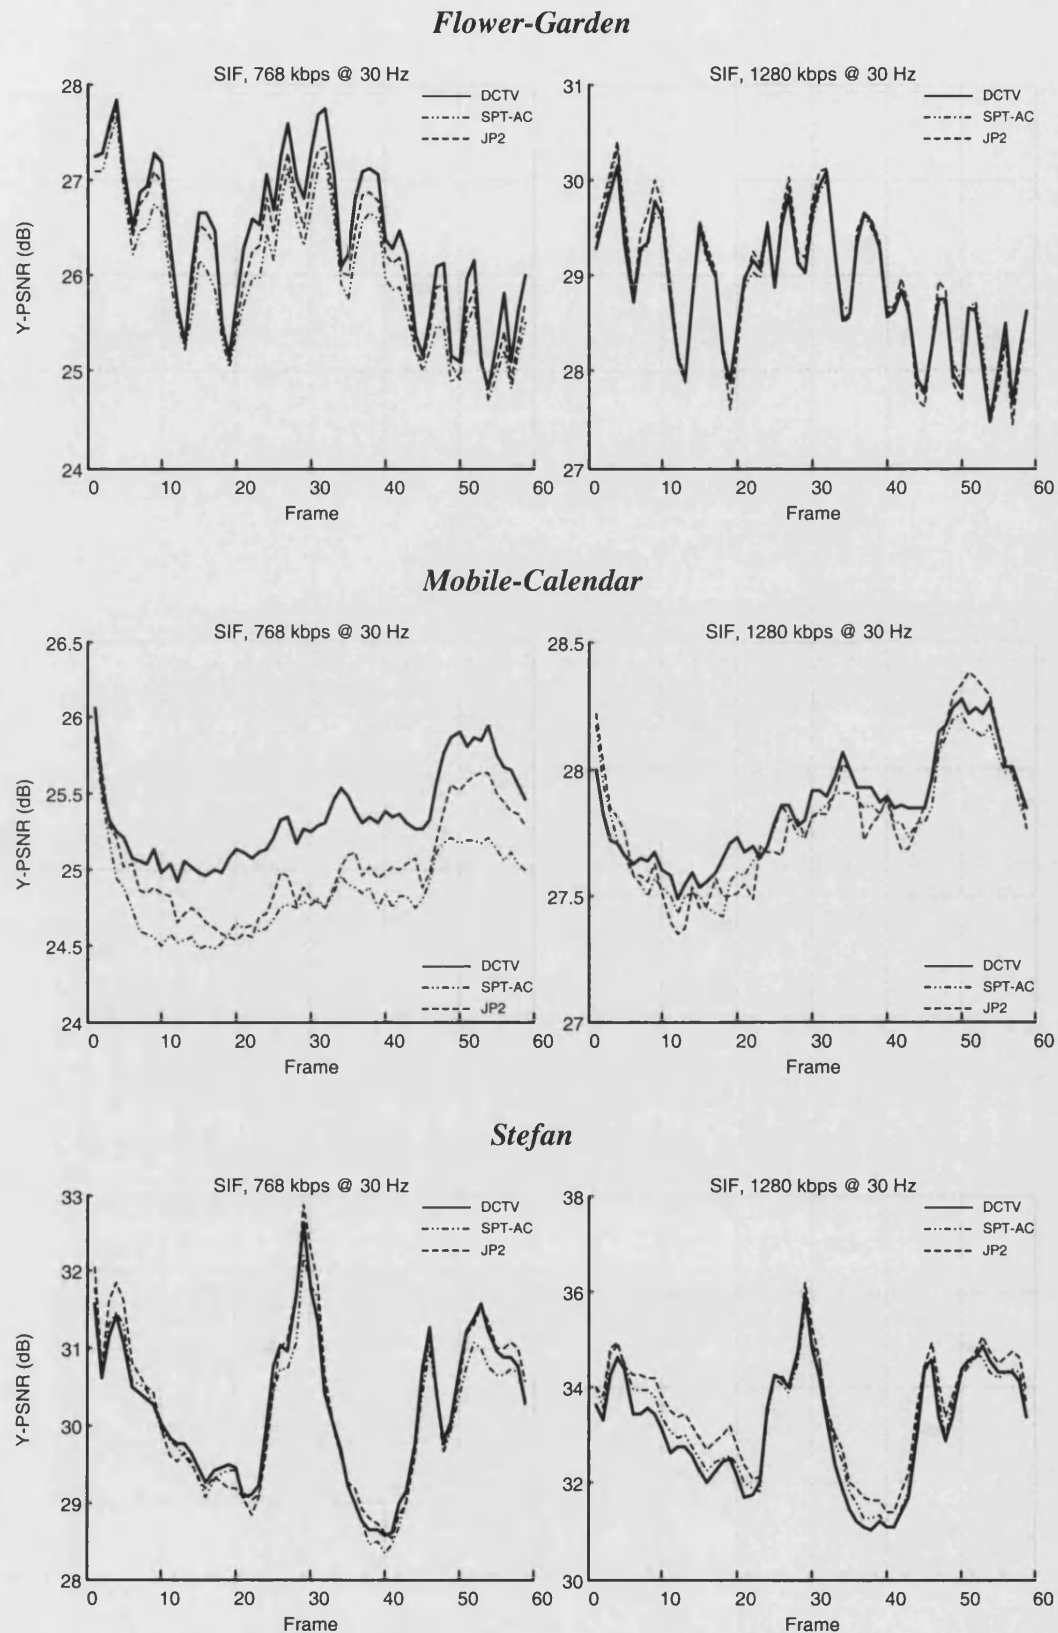 Flower-Garden
SIF, 768 kbps @ 30 Hz
28
27
26
25
24
Y-PSNR (dB)
DCTV
SPT-AC
JP2
0 10 20 30 40 50 60
Frame
SIF, 1280 kbps @ 30 Hz
31
30
29
28
27
DCTV
SPT-AC
JP2
0 10 20 30 40 50 60
Frame
Mobile-Calendar
SIF, 768 kbps @ 30 Hz
26.5
26
25.5
25
24.5
24
Y-PSNR (dB)
DCTV
SPT-AC
JP2
0 10 20 30 40 50 60
Frame
SIF, 1280 kbps @ 30 Hz
28.5
28
27.5
27
DCTV
SPT-AC
JP2
0 10 20 30 40 50 60
Frame
Stefan
SIF, 768 kbps @ 30 Hz
33
32
31
30
29
28
Y-PSNR (dB)
DCTV
SPT-AC
JP2
0 10 20 30 40 50 60
Frame
SIF, 1280 kbps @ 30 Hz
38
36
34
32
30
DCTV
SPT-AC
JP2
0 10 20 30 40 50 60
Frame